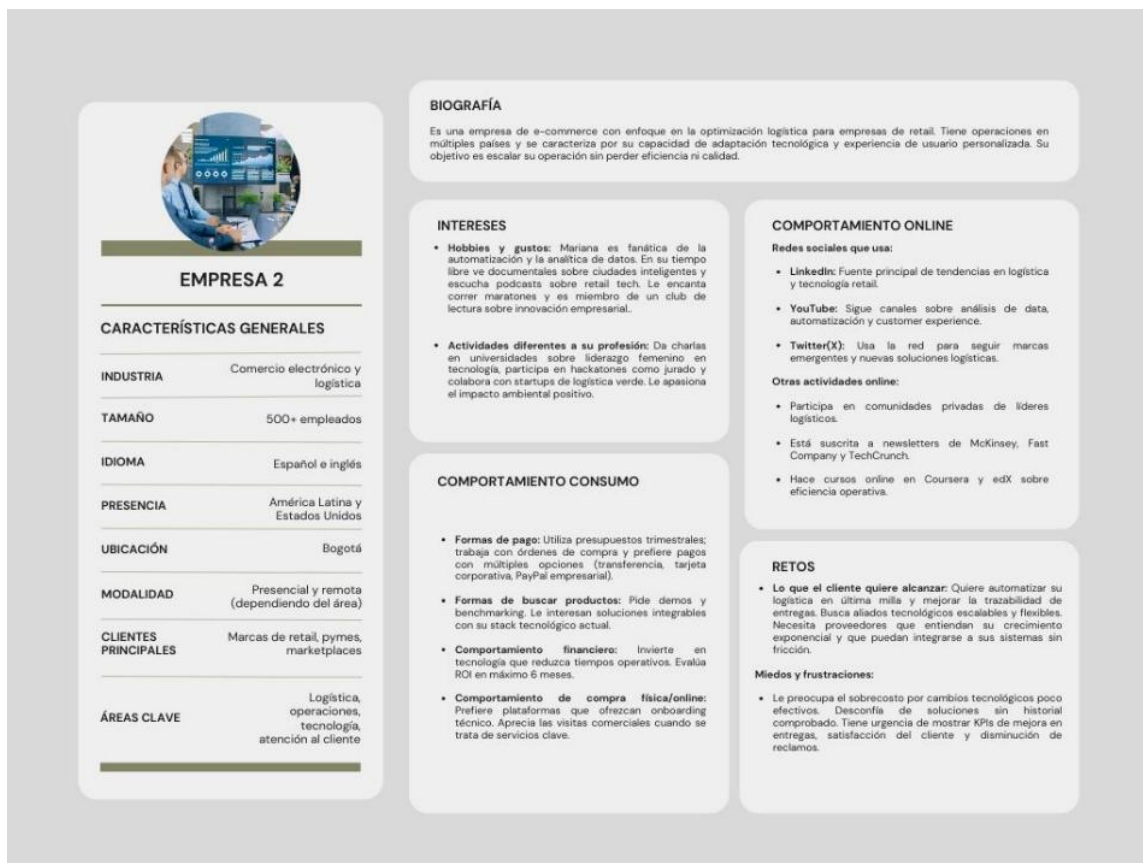 EMPRESA 2
CARACTERÍSTICAS GENERALES
INDUSTRIA
Comercio electrónico y
logística
TAMAÑO
500+ empleados
IDIOMA
Español e inglés
PRESENCIA
América Latina y
Estados Unidos
UBICACIÓN
Bogotá
MODALIDAD
Presencial y remota
(dependiendo del área)
CLIENTES
PRINCIPALES
Marcas de retail, pymes,
marketplaces
ÁREAS CLAVE
Logística,
operaciones,
tecnología,
atención al cliente
BIOGRAFÍA
Es una empresa de e-commerce con enfoque en la optimización logística para empresas de retail. Tiene operaciones en
múltiples países y se caracteriza por su capacidad de adaptación tecnológica y experiencia de usuario personalizada. Su
objetivo es escalar su operación sin perder eficiencia ni calidad.
INTERESES
• Hobbies y gustos: Mariana es fanática de la
automatización y la analítica de datos. En su tiempo
libre ve documentales sobre ciudades inteligentes y
escucha podcasts sobre retail tech. Le encanta
correr maratones y es miembro de un club de
lectura sobre innovación empresarial..
• Actividades diferentes a su profesión: Da charlas
en universidades sobre liderazgo femenino en
tecnología, participa en hackatones como jurado y
colabora con startups de logística verde. Le apasiona
el impacto ambiental positivo.
COMPORTAMIENTO CONSUMO
• Formas de pago: Utiliza presupuestos trimestrales;
trabaja con órdenes de compra y prefiere pagos
con múltiples opciones (transferencia, tarjeta
corporativa, PayPal empresarial).
• Formas de buscar productos: Pide demos y
benchmarking. Le interesan soluciones integrables
con su stack tecnológico actual.
• Comportamiento financiero: Invierte en
tecnología que reduzca tiempos operativos. Evalúa
ROI en máximo 6 meses.
• Comportamiento de compra física/online:
Prefiere plataformas que ofrezcan onboarding
técnico. Aprecia las visitas comerciales cuando se
trata de servicios clave.
COMPORTAMIENTO ONLINE
Redes sociales que usa:
• LinkedIn: Fuente principal de tendencias en logística
y tecnología retail.
• YouTube: Sigue canales sobre análisis de data,
automatización y customer experience.
• Twitter(X): Usa la red para seguir marcas
emergentes y nuevas soluciones logísticas.
Otras actividades online:
• Participa en comunidades privadas de líderes
logísticos.
• Está suscrita a newsletters de McKinsey, Fast
Company y TechCrunch.
• Hace cursos online en Coursera y edX sobre
eficiencia operativa.
RETOS
• Lo que el cliente quiere alcanzar: Quiere automatizar su
logística en última milla y mejorar la trazabilidad de
entregas. Busca aliados tecnológicos escalables y flexibles.
Necesita proveedores que entiendan su crecimiento
exponencial y que puedan integrarse a sus sistemas sin
fricción.
Miedos y frustraciones:
• Le preocupa el sobrecosto por cambios tecnológicos poco
efectivos. Desconfía de soluciones sin historial
comprobado. Tiene urgencia de mostrar KPIs de mejora en
entregas, satisfacción del cliente y disminución de
reclamos.